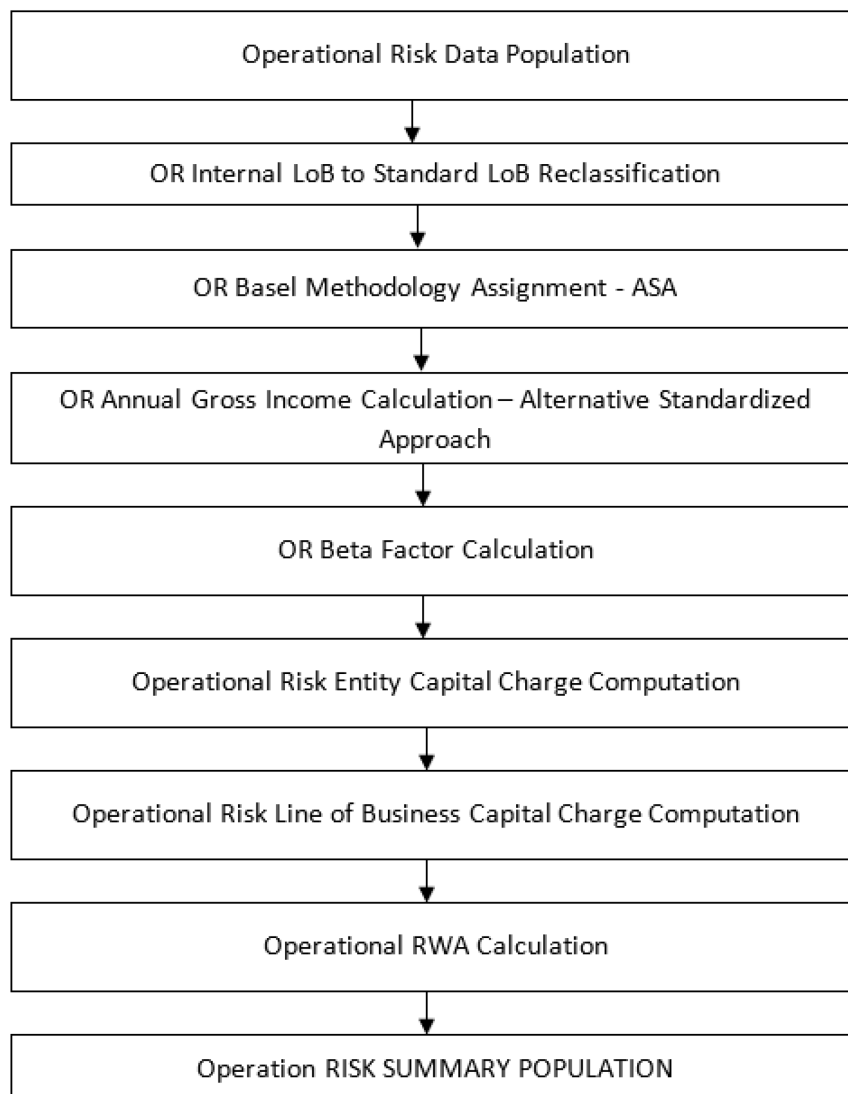 Operational Risk Data Population
OR Internal LoB to Standard LoB Reclassification
OR Basel Methodology Assignment - ASA
OR Annual Gross Income Calculation – Alternative Standardized
Approach
OR Beta Factor Calculation
Operational Risk Entity Capital Charge Computation
Operational Risk Line of Business Capital Charge Computation
Operational RWA Calculation
Operation RISK SUMMARY POPULATION